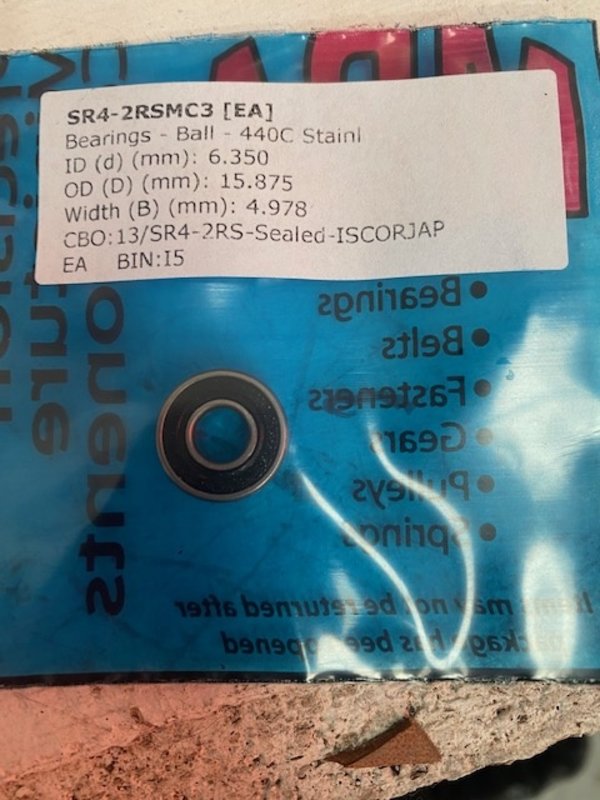 SR4-2RSMC3 [EA]
Bearings - Ball - 440C Stainl
ID (d) (mm): 6.350
OD (D) (mm): 15.875
Width (B) (mm): 4.978
CBO:13/SR4-2RS-Sealed-ISCORJAP
EA BIN:I5
• Bearings
• Belts
• Fasteners
• Gears
• Pulleys
• Springs
Items may not be returned after
package has been opened